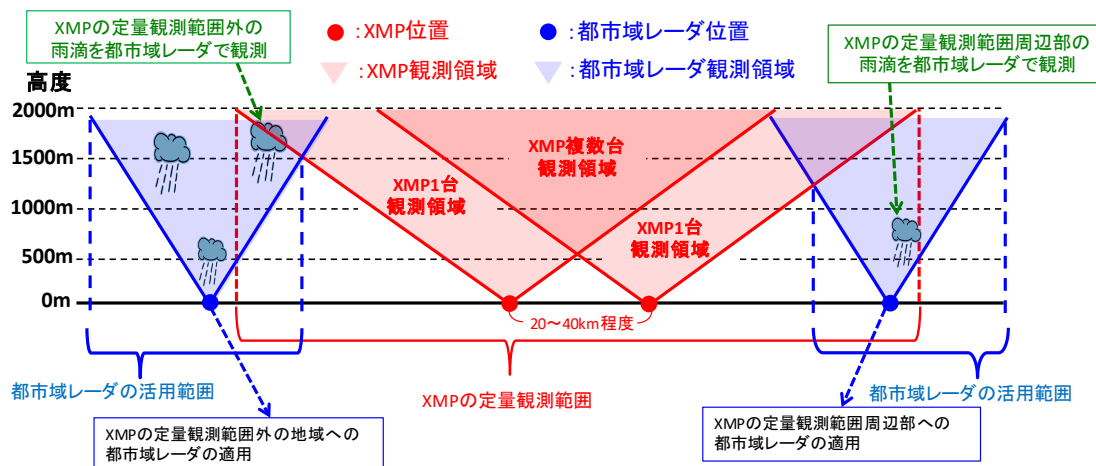 XMPの定量観測範囲外の
雨滴を都市域レーダで観測
：XMP位置
：都市域レーダ位置
：XMP観測領域
：都市域レーダ観測領域
XMPの定量観測範囲周辺部の
雨滴を都市域レーダで観測
高度
2000m
1500m
1000m
500m
0m
XMP複数台
観測領域
XMP1台
観測領域
XMP1台
観測領域
20～40km程度
都市域レーダの活用範囲
XMPの定量観測範囲
都市域レーダの活用範囲
XMPの定量観測範囲外の地域への
都市域レーダの適用
XMPの定量観測範囲周辺部への
都市域レーダの適用